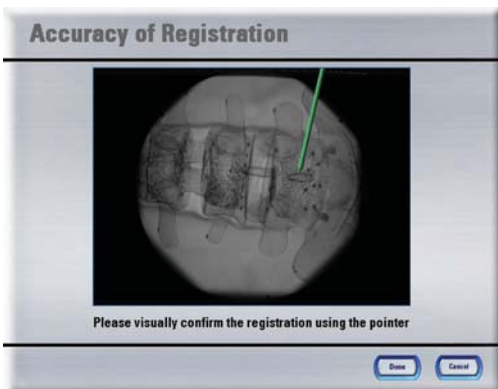 Accuracy of Registration
Please visually confirm the registration using the pointer
Done
Cancel